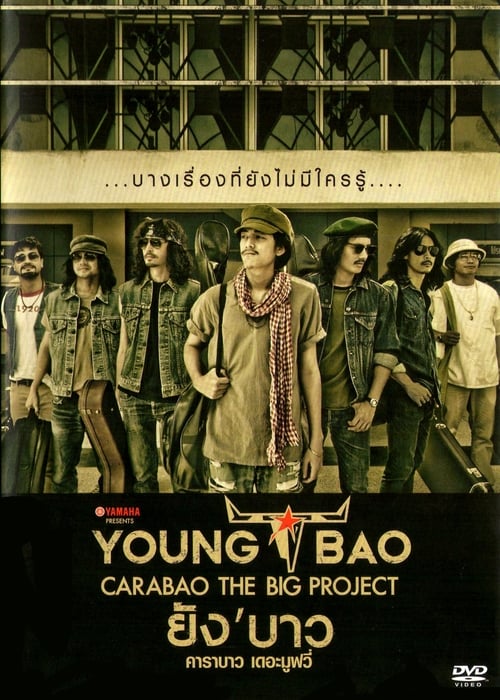 ...บางเรื่องที่ยังไม่มีใครรู้....
1920
YAMAHA
PRESENTS
YOUNG BAO
CARABAO THE BIG PROJECT
ยัง'บาว
คาราบาว เดอะมูฟวี่
DVD
VIDEO